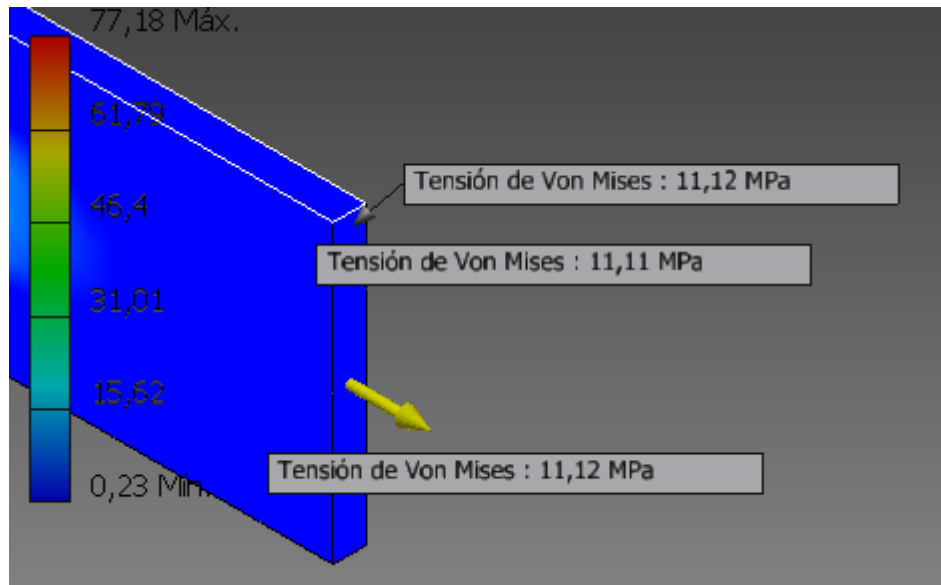 77,18 Máx.
61,79
Tensión de Von Mises : 11,12 MPa
46,4
Tensión de Von Mises : 11,11 MPa
31,01
15,62
Tensión de Von Mises : 11,12 MPa
0,23 Mín.